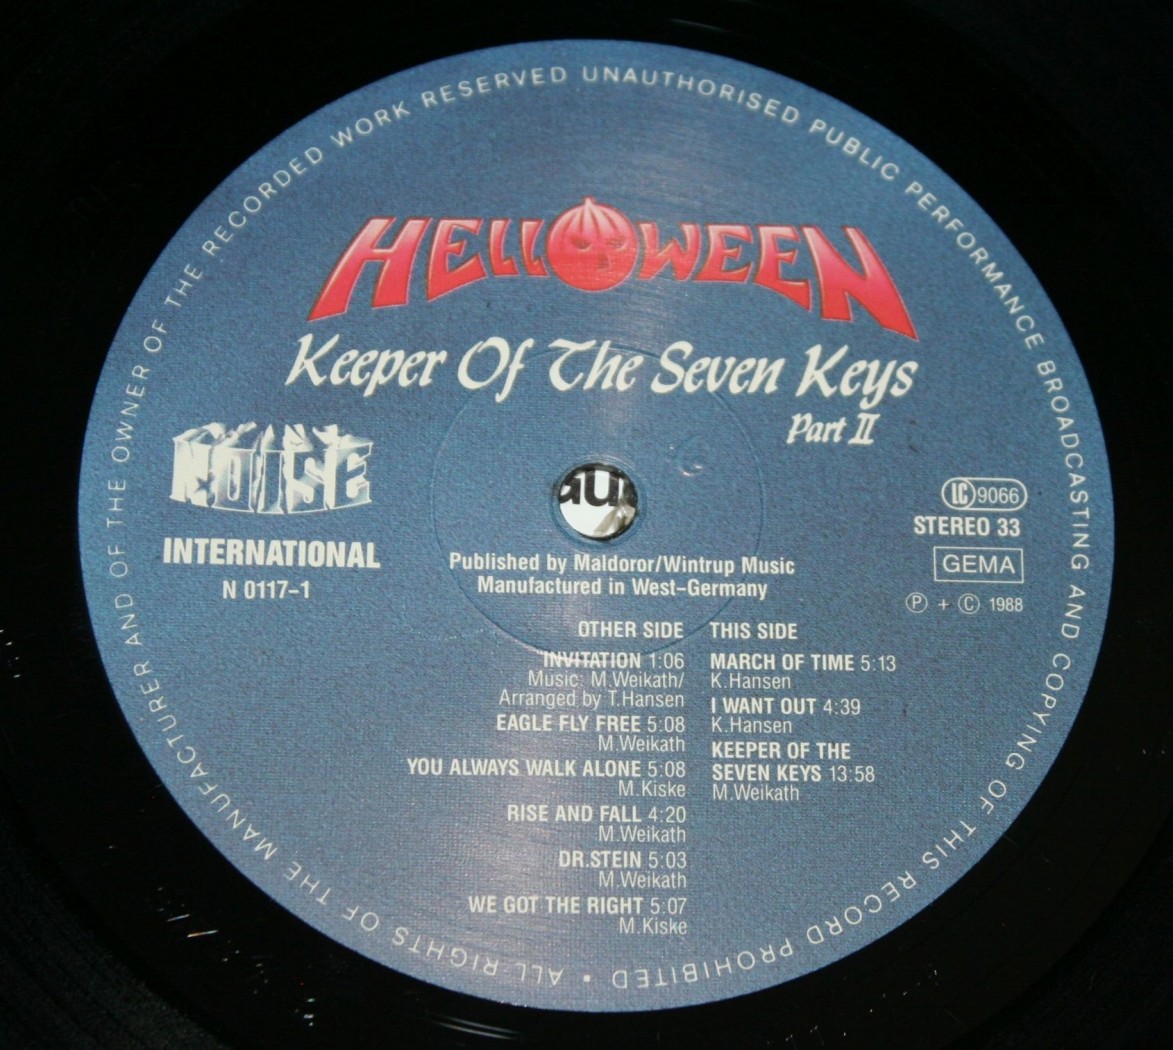 ALL RIGHTS OF THE MANUFACTURER AND OF THE OWNER OF THE RECORDED WORK RESERVED UNAUTHORISED PUBLIC PERFORMANCE BROADCASTING AND COPYING OF THIS RECORD PROHIBITED •
HELLOWEEN
Keeper Of The Seven Keys
Part II
NOISE
INTERNATIONAL
N 0117-1
LC 9066
STEREO 33
GEMA
Ⓟ + Ⓒ 1988
Published by Maldoror/Wintrup Music
Manufactured in West-Germany
OTHER SIDE
INVITATION 1:06
Music: M.Weikath/
Arranged by T.Hansen
EAGLE FLY FREE 5:08
M.Weikath
YOU ALWAYS WALK ALONE 5:08
M.Kiske
RISE AND FALL 4:20
M.Weikath
DR.STEIN 5:03
M.Weikath
WE GOT THE RIGHT 5:07
M.Kiske
THIS SIDE
MARCH OF TIME 5:13
K.Hansen
I WANT OUT 4:39
K.Hansen
KEEPER OF THE
SEVEN KEYS 13:58
M.Weikath